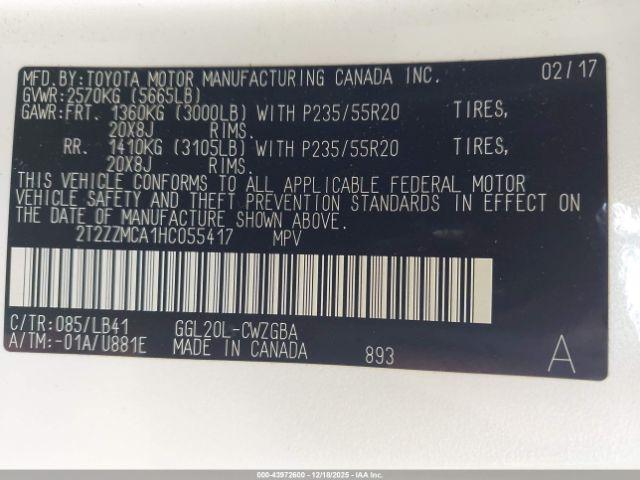 MFD.BY:TOYOTA MOTOR MANUFACTURING CANADA INC. 02/17
GVWR:2570KG (5665LB)
GAWR:FRT. 1360KG (3000LB) WITH P235/55R20 TIRES,
20X8J RIMS.
RR. 1410KG (3105LB) WITH P235/55R20 TIRES,
20X8J RIMS.
THIS VEHICLE CONFORMS TO ALL APPLICABLE FEDERAL MOTOR
VEHICLE SAFETY AND THEFT PREVENTION STANDARDS IN EFFECT ON
THE DATE OF MANUFACTURE SHOWN ABOVE.
2T2ZZMCA1HC055417 MPV
C/TR:085/LB41 GGL20L-CWZGBA
A/TM:-01A/U881E MADE IN CANADA 893 A
000-43972600 - 12/18/2025 - IAA, Inc.